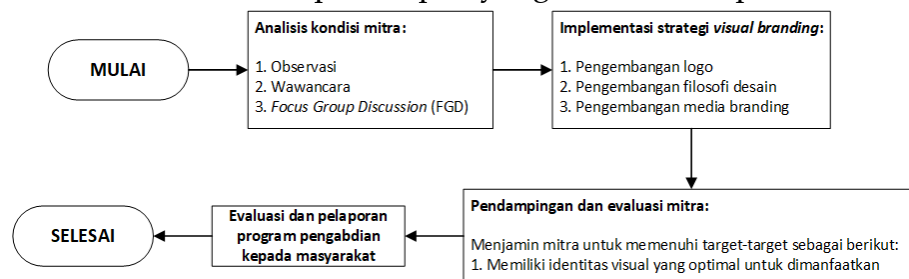 MULAI
Analisis kondisi mitra:
1. Observasi
2. Wawancara
3. Focus Group Discussion (FGD)
Implementasi strategi visual branding:
1. Pengembangan logo
2. Pengembangan filosofi desain
3. Pengembangan media branding
Pendampingan dan evaluasi mitra:
Menjamin mitra untuk memenuhi target-target sebagai berikut:
1. Memiliki identitas visual yang optimal untuk dimanfaatkan
Evaluasi dan pelaporan
program pengabdian
kepada masyarakat
SELESAI